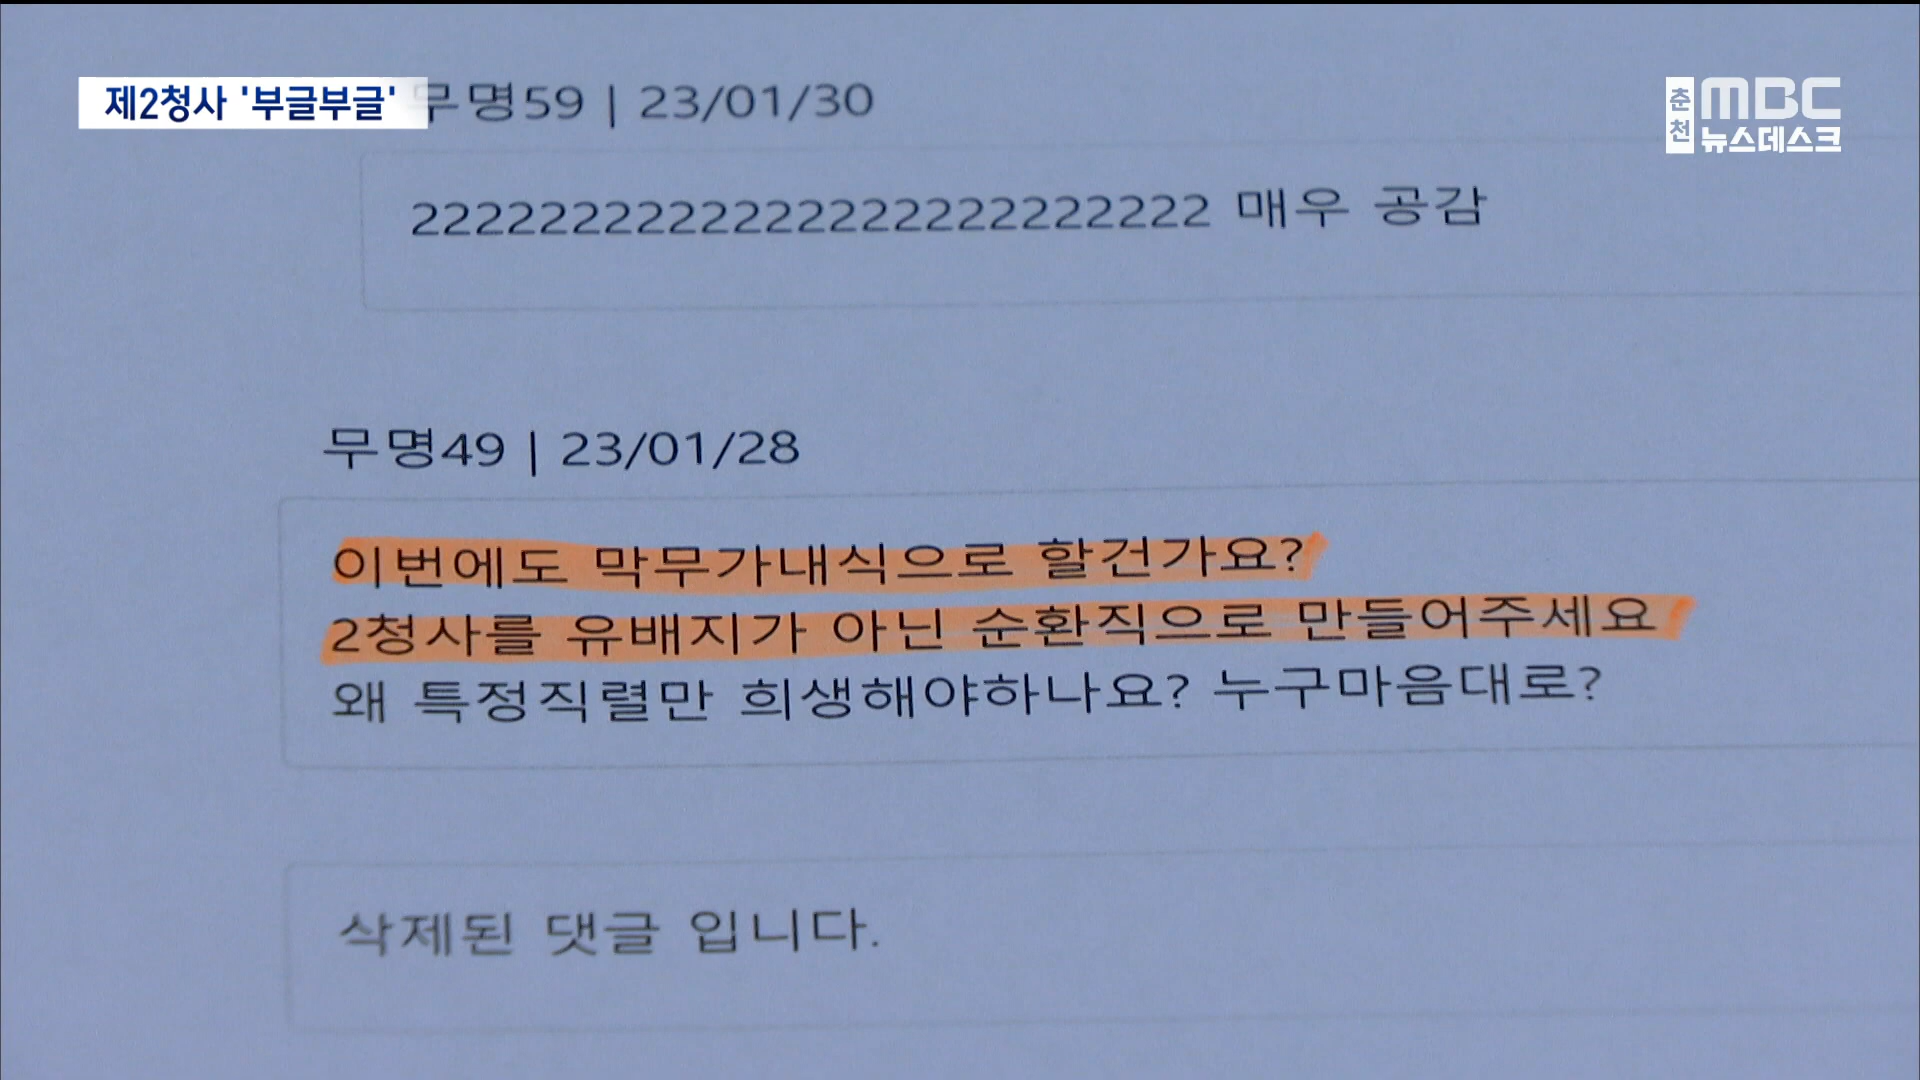 제2청사 '부글부글'
춘천 MBC
뉴스데스크
무명59 | 23/01/30
2222222222222222222222222 매우 공감
무명49 | 23/01/28
이번에도 막무가내식으로 할건가요?
2청사를 유배지가 아닌 순환직으로 만들어주세요
왜 특정직렬만 희생해야하나요? 누구마음대로?
삭제된 댓글 입니다.